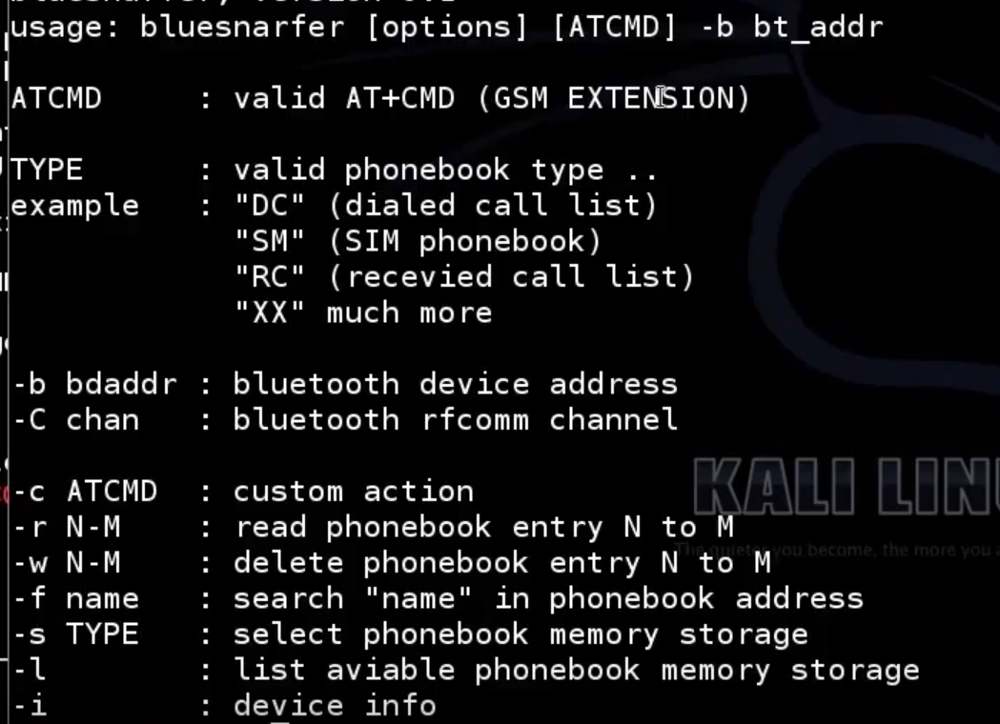 usage: bluesnarfer [options] [ATCMD] -b bt_addr
ATCMD : valid AT+CMD (GSM EXTENSION)
TYPE : valid phonebook type ..
example : "DC" (dialed call list)
"SM" (SIM phonebook)
"RC" (recevied call list)
"XX" much more
-b bdaddr : bluetooth device address
-C chan : bluetooth rfcomm channel
-c ATCMD : custom action
-r N-M : read phonebook entry N to M
-w N-M : delete phonebook entry N to M
-f name : search "name" in phonebook address
-s TYPE : select phonebook memory storage
-l : list aviable phonebook memory storage
-i : device info
KALI LINU
The quieter you become, the more you a